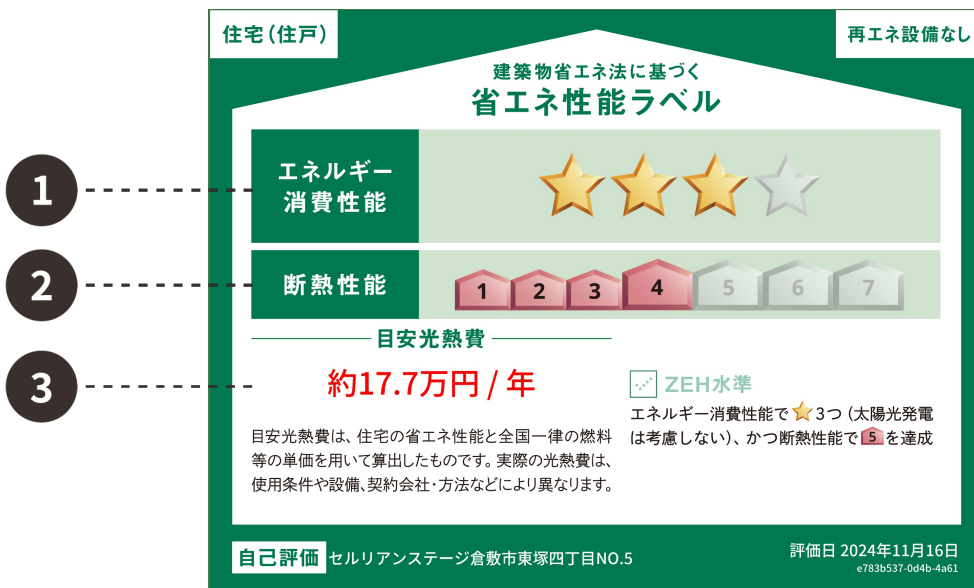 住宅(住戸)
再エネ設備なし
建築物省エネ法に基づく
省エネ性能ラベル
1
エネルギー
消費性能
2
断熱性能
1 2 3 4 5 6 7
目安光熱費
3
約17.7万円 / 年
目安光熱費は、住宅の省エネ性能と全国一律の燃料
等の単価を用いて算出したものです。実際の光熱費は、
使用条件や設備、契約会社・方法などにより異なります。
ZEH水準
エネルギー消費性能で⭐3つ(太陽光発電
は考慮しない)、かつ断熱性能で5を達成
自己評価 セルリアンステージ倉敷市東塚四丁目NO.5
評価日 2024年11月16日
e783b537-0d4b-4a61